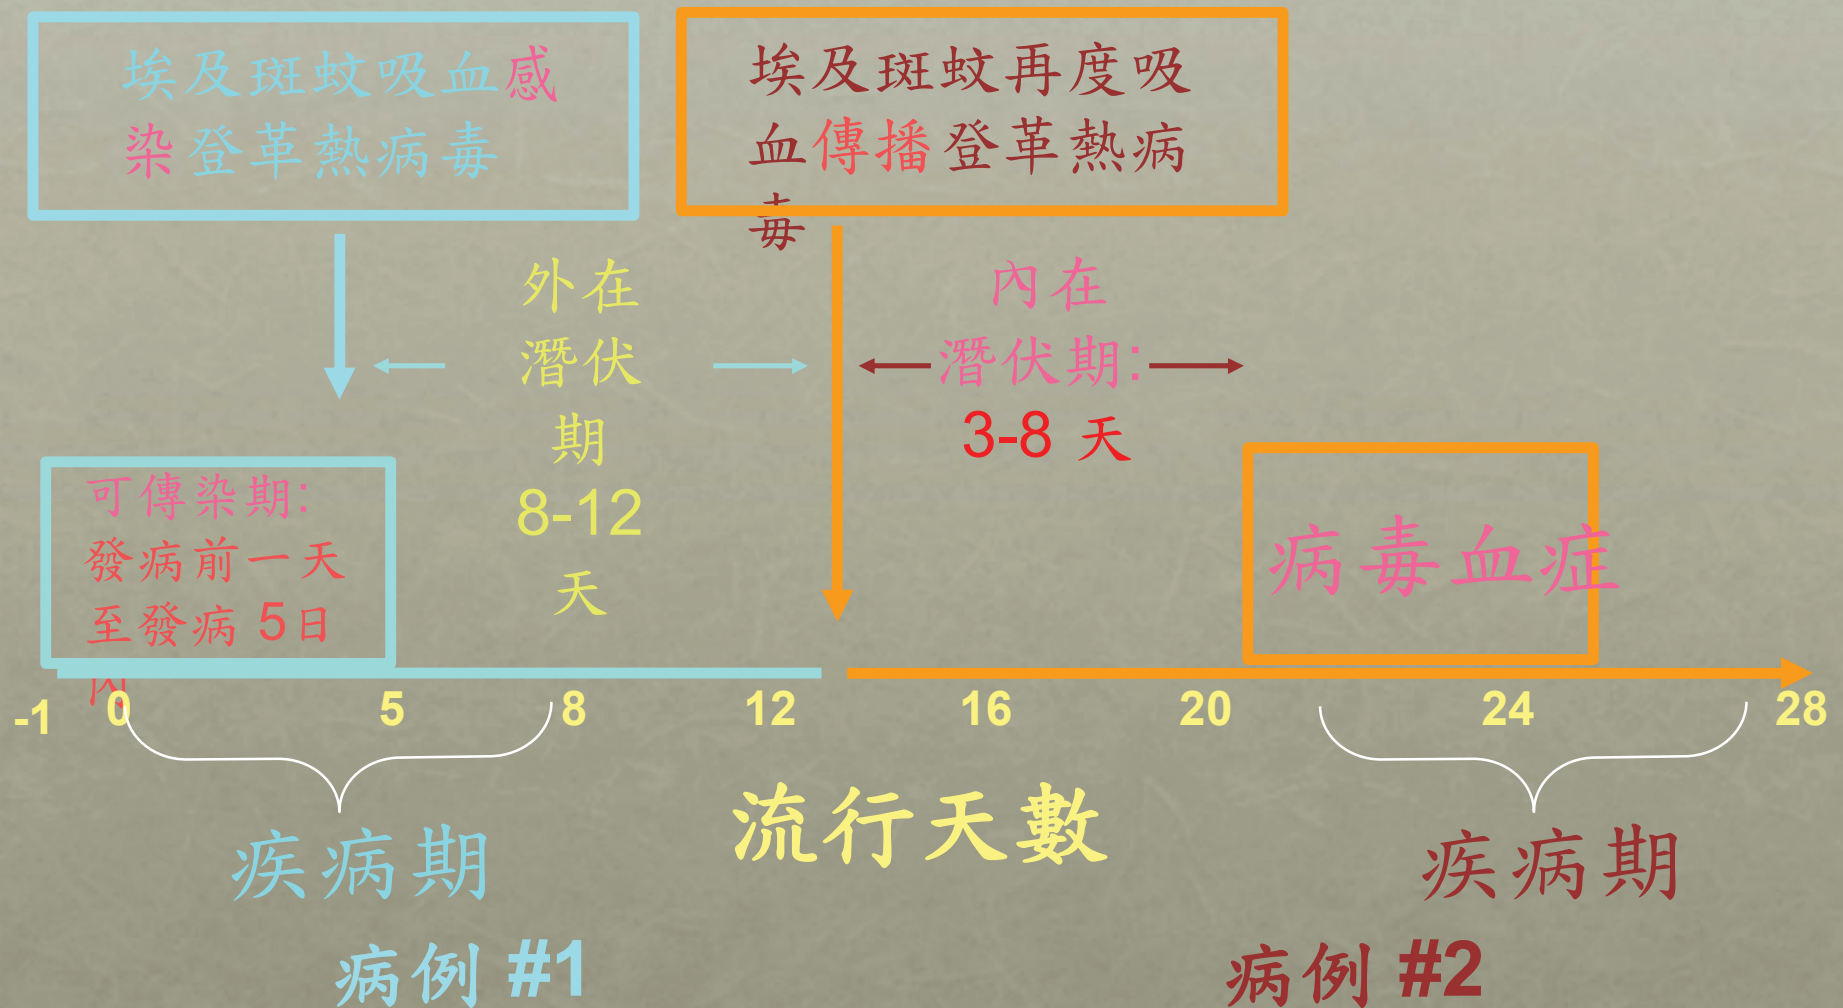 埃及斑蚊吸血感
染登革熱病毒
埃及斑蚊再度吸
血傳播登革熱病
毒
外在
潛伏
期
8-12
天
內在
潛伏期:
3-8 天
可傳染期:
發病前一天
至發病 5日
內
病毒血症
-1 0 5 8 12 16 20 24 28
流行天數
疾病期
病例 #1
疾病期
病例 #2